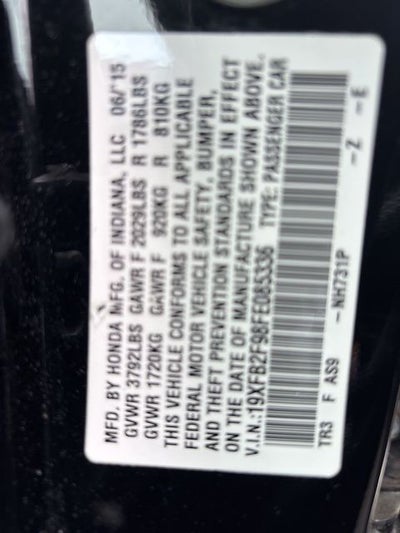 MFD. BY HONDA MFG. OF INDIANA, LLC 06/'15
GVWR 3792LBS GAWR F 2029LBS R 1786LBS
GVWR 1720KG GAWR F 920KG R 810KG
THIS VEHICLE CONFORMS TO ALL APPLICABLE
FEDERAL MOTOR VEHICLE SAFETY, BUMPER,
AND THEFT PREVENTION STANDARDS IN EFFECT
ON THE DATE OF MANUFACTURE SHOWN ABOVE.
V.I.N.:19XFB2F98FE085336 TYPE: PASSENGER CAR
TR3 F AS9 -NH731P -Z -E